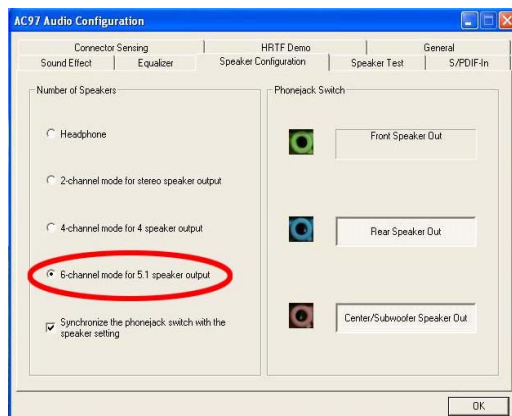 AC97 Audio Configuration
Connector Sensing
HRTF Demo
General
Sound Effect
Equalizer
Speaker Configuration
Speaker Test
S/PDIF-In
Number of Speakers
Headphone
2-channel mode for stereo speaker output
4-channel mode for 4 speaker output
6-channel mode for 5.1 speaker output
Synchronize the phonejack switch with the
speaker setting
Phonejack Switch
Front Speaker Out
Rear Speaker Out
Center/Subwoofer Speaker Out
OK